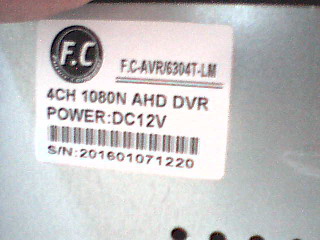 F.C
F.C-AVR/6304T-LM
4CH 1080N AHD DVR
POWER:DC12V
S/N:201601071220